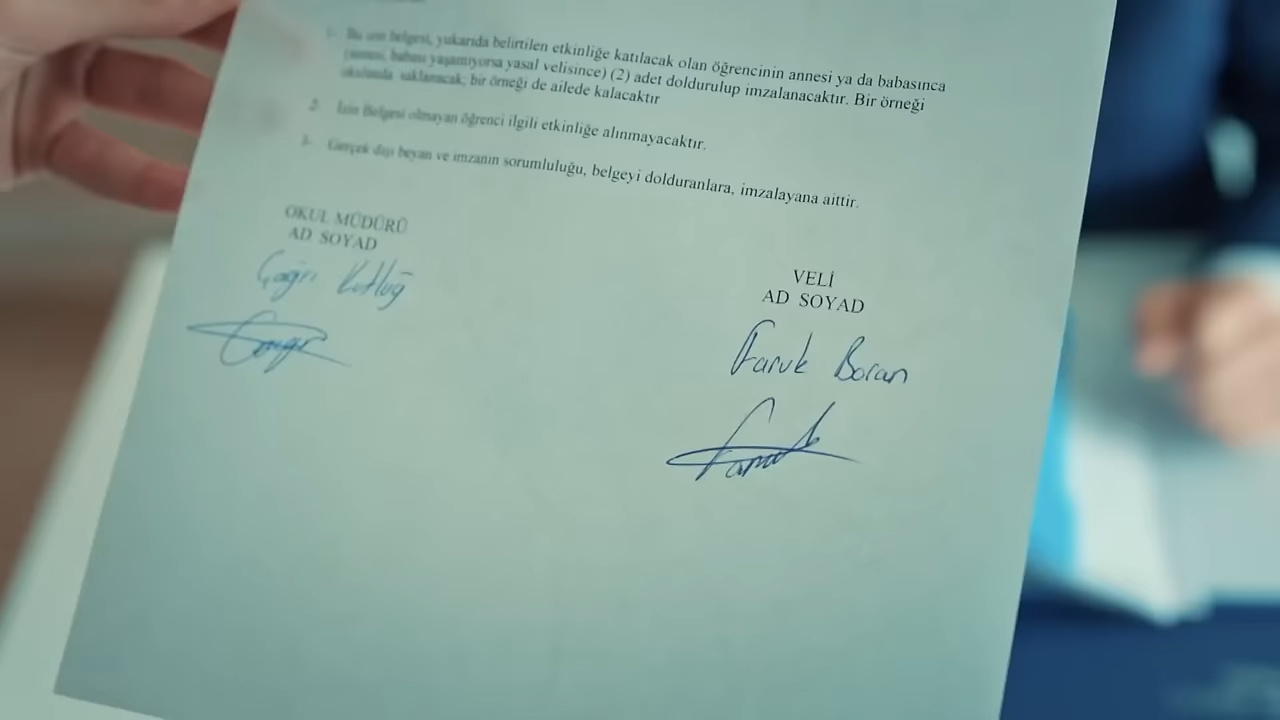 1- Bu izin belgesi, yukarıda belirtilen etkinliğe katılacak olan öğrencinin annesi ya da babasınca
(annesi, babası yaşamıyorsa yasal velisince) (2) adet doldurulup imzalanacaktır. Bir örneği
okulunda saklanacak; bir örneği de ailede kalacaktır
2- İzin Belgesi olmayan öğrenci ilgili etkinliğe alınmayacaktır.
3- Gerçek dışı beyan ve imzanın sorumluluğu, belgeyi dolduranlara, imzalayana aittir.
OKUL MÜDÜRÜ
AD SOYAD
Çağrı Kutluğ
VELİ
AD SOYAD
Faruk Boran
Faruk